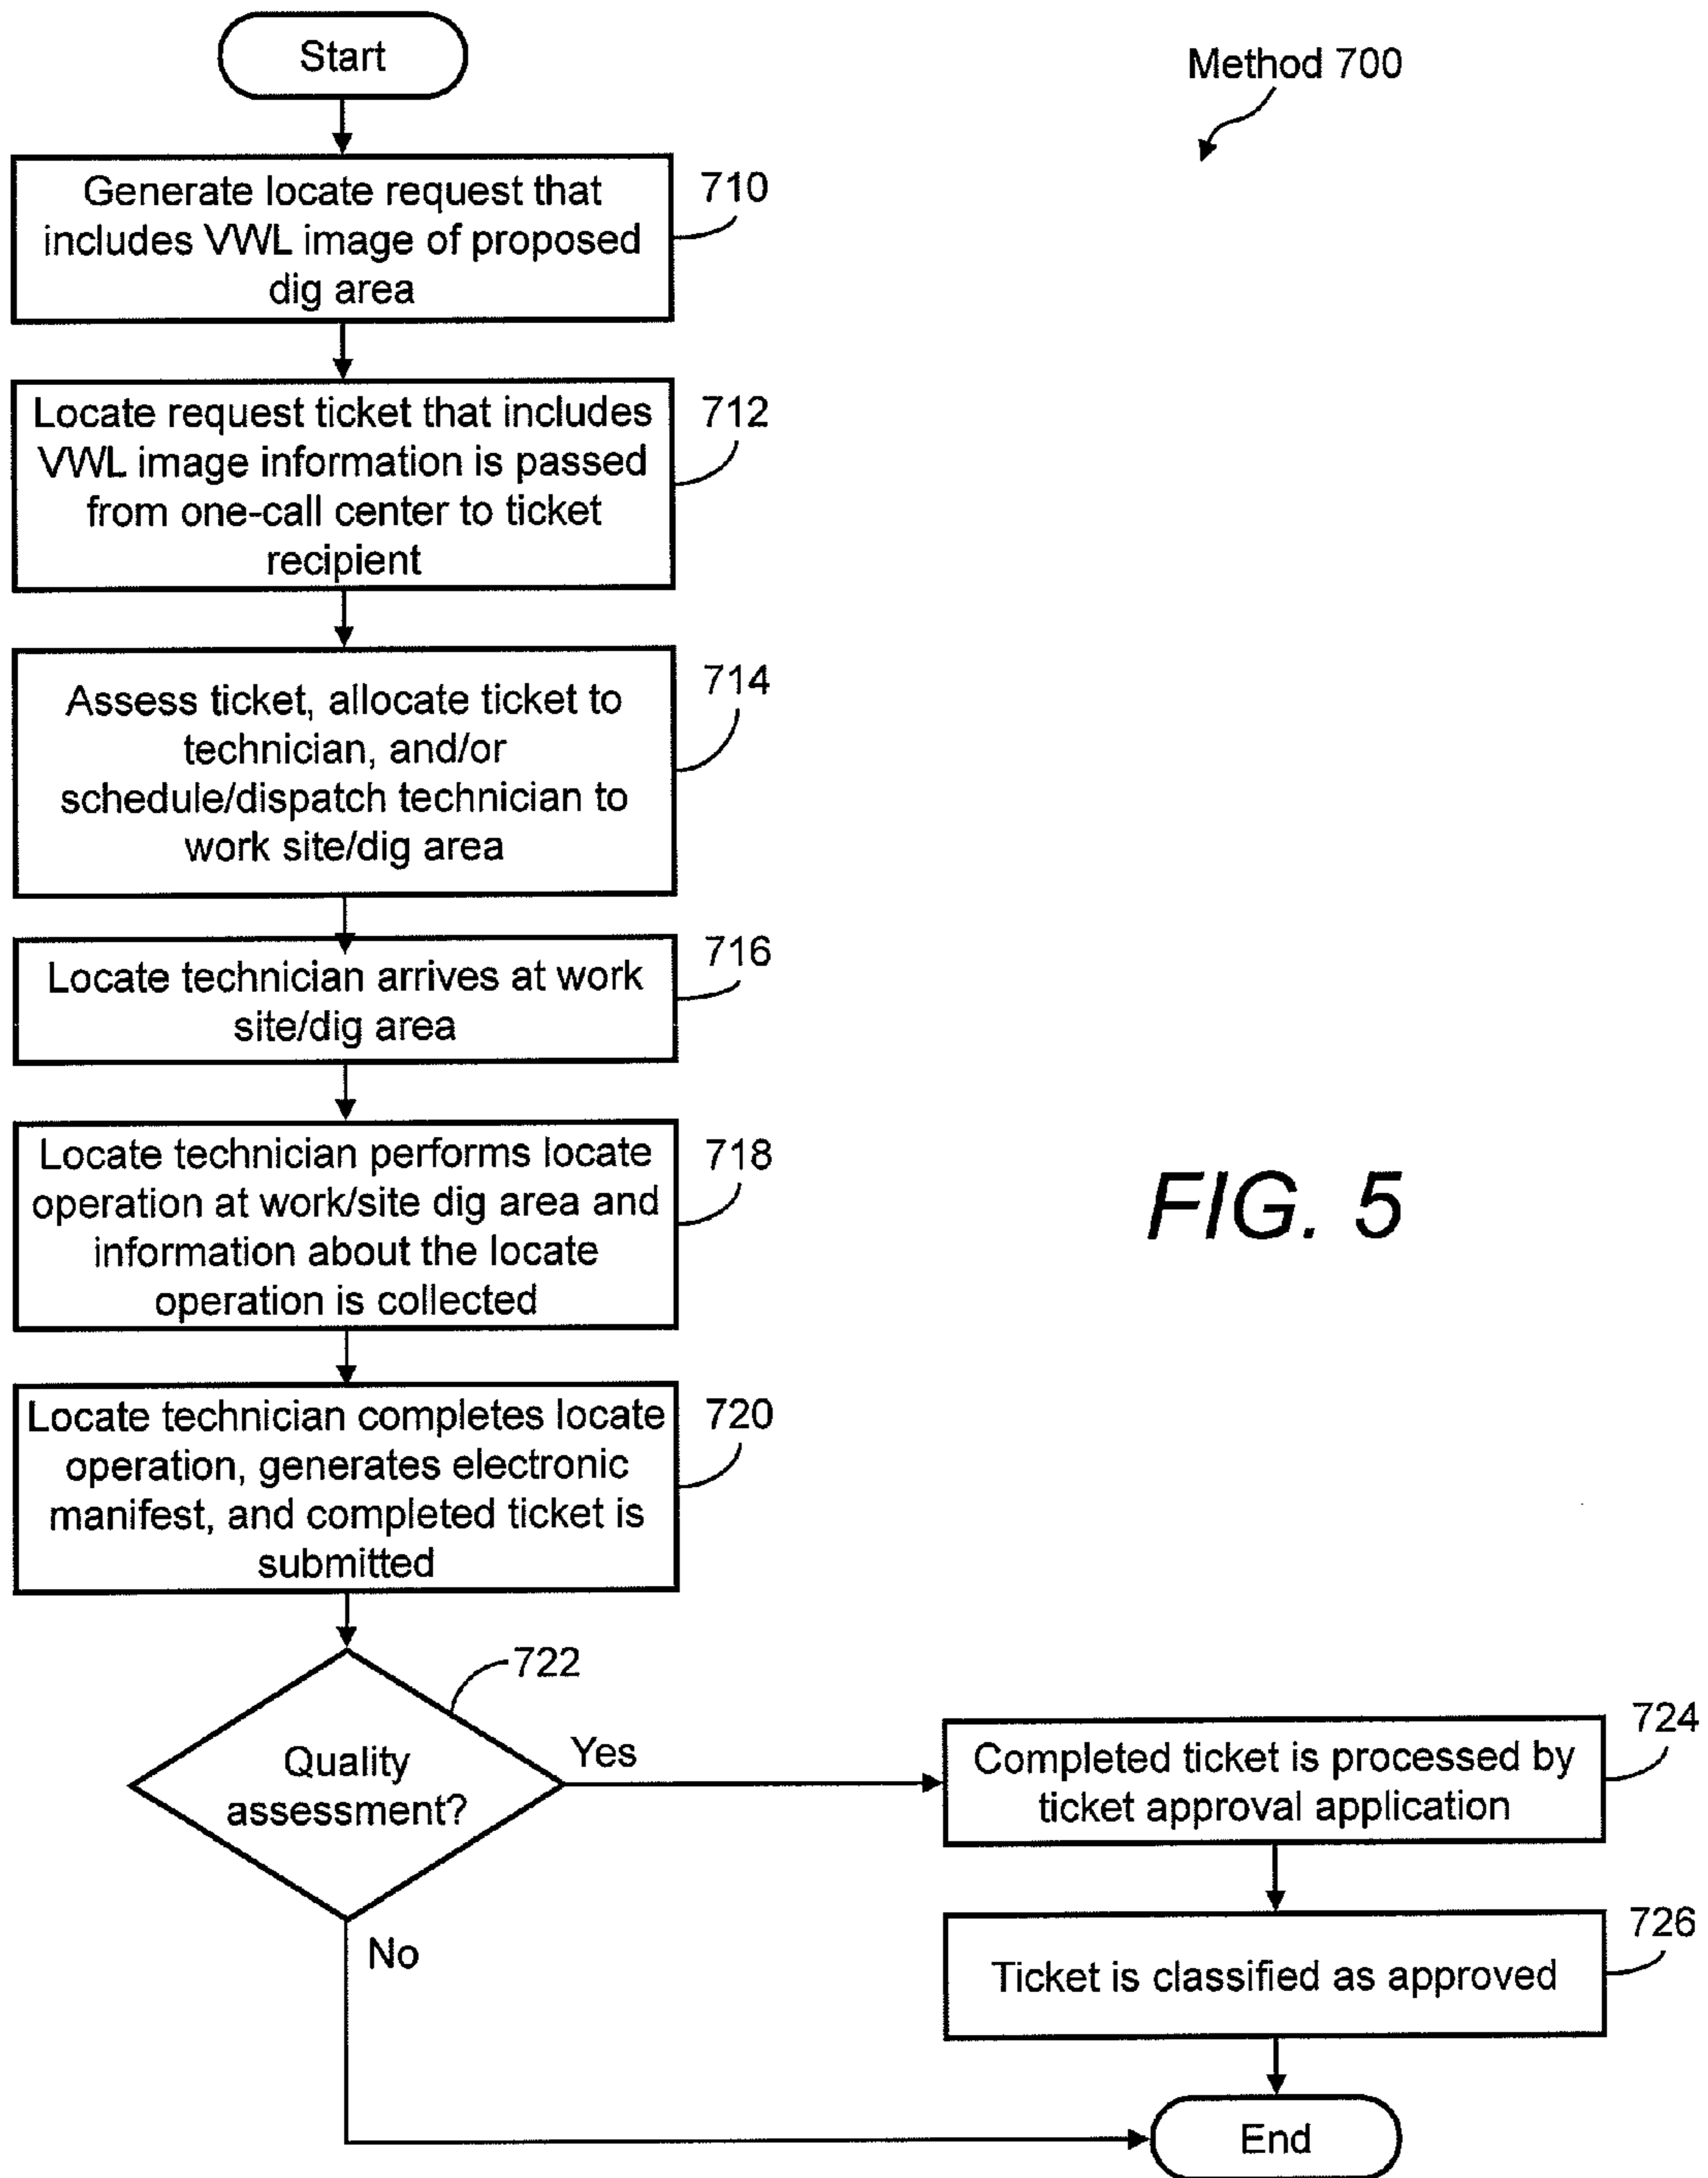 Start
Method 700
Generate locate request that
includes VWL image of proposed
dig area
710
Locate request ticket that includes
VWL image information is passed
from one-call center to ticket
recipient
712
Assess ticket, allocate ticket to
technician, and/or
schedule/dispatch technician to
work site/dig area
714
Locate technician arrives at work
site/dig area
716
Locate technician performs locate
operation at work/site dig area and
information about the locate
operation is collected
718
FIG. 5
Locate technician completes locate
operation, generates electronic
manifest, and completed ticket is
submitted
720
Quality
assessment?
722
Yes
No
Completed ticket is processed by
ticket approval application
724
Ticket is classified as approved
726
End